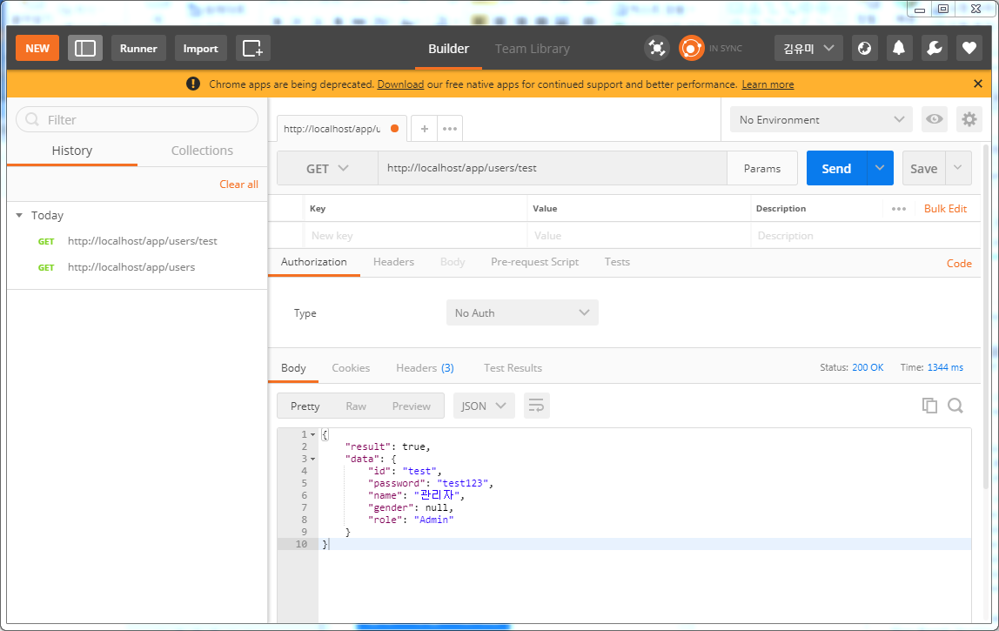 NEW Runner Import Builder Team Library IN SYNC 김유미
Chrome apps are being deprecated. Download our free native apps for continued support and better performance. Learn more
Filter
History Collections
Clear all
Today
GET http://localhost/app/users/test
GET http://localhost/app/users
http://localhost/app/u
No Environment
GET http://localhost/app/users/test Params Send Save
Key Value Description Bulk Edit
New key Value Description
Authorization Headers Body Pre-request Script Tests Code
Type No Auth
Body Cookies Headers (3) Test Results Status: 200 OK Time: 1344 ms
Pretty Raw Preview JSON
1 {
2 "result": true,
3 "data": {
4 "id": "test",
5 "password": "test123",
6 "name": "관리자",
7 "gender": null,
8 "role": "Admin"
9 }
10 }